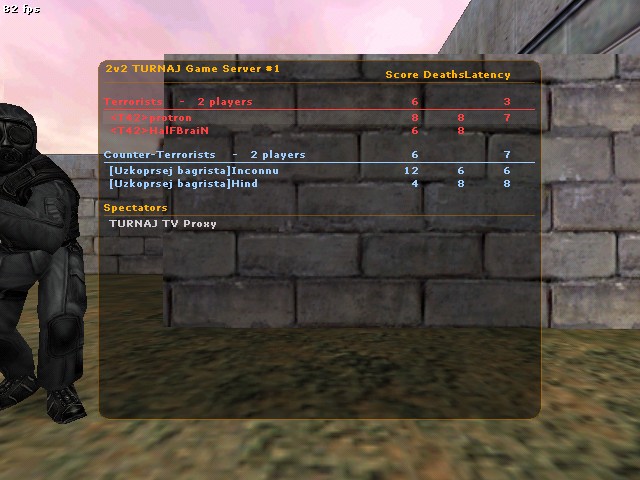 82 fps
2v2 TURNAJ Game Server #1
Score Deaths Latency
Terrorists - 2 players 6 3
<T42>protron 8 8 7
<T42>HalFBraiN 6 8
Counter-Terrorists - 2 players 6 7
[Uzkoprsej bagrista]Inconnu 12 6 6
[Uzkoprsej bagrista]Hind 4 8 8
Spectators
TURNAJ TV Proxy